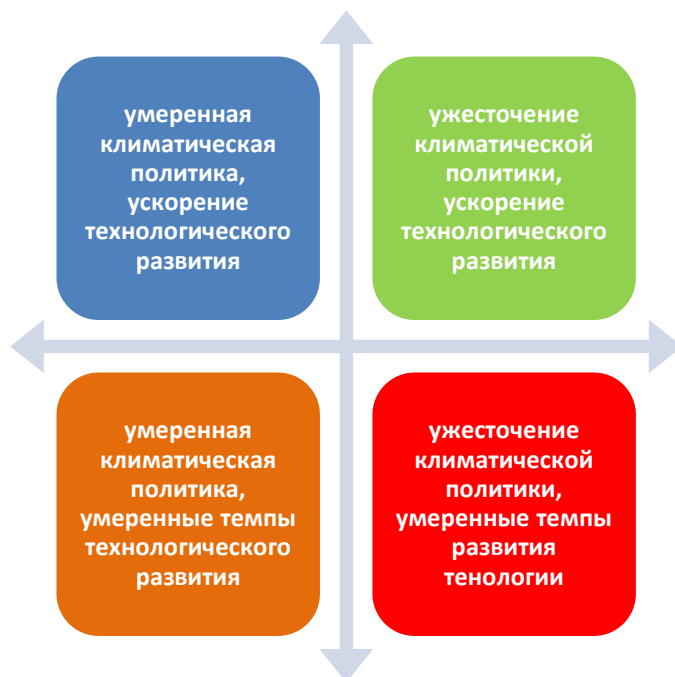 умеренная
климатическая
политика,
ускорение
технологического
развития
ужесточение
климатической
политики,
ускорение
технологического
развития
умеренная
климатическая
политика,
умеренные темпы
технологического
развития
ужесточение
климатической
политики,
умеренные темпы
развития
тенологии